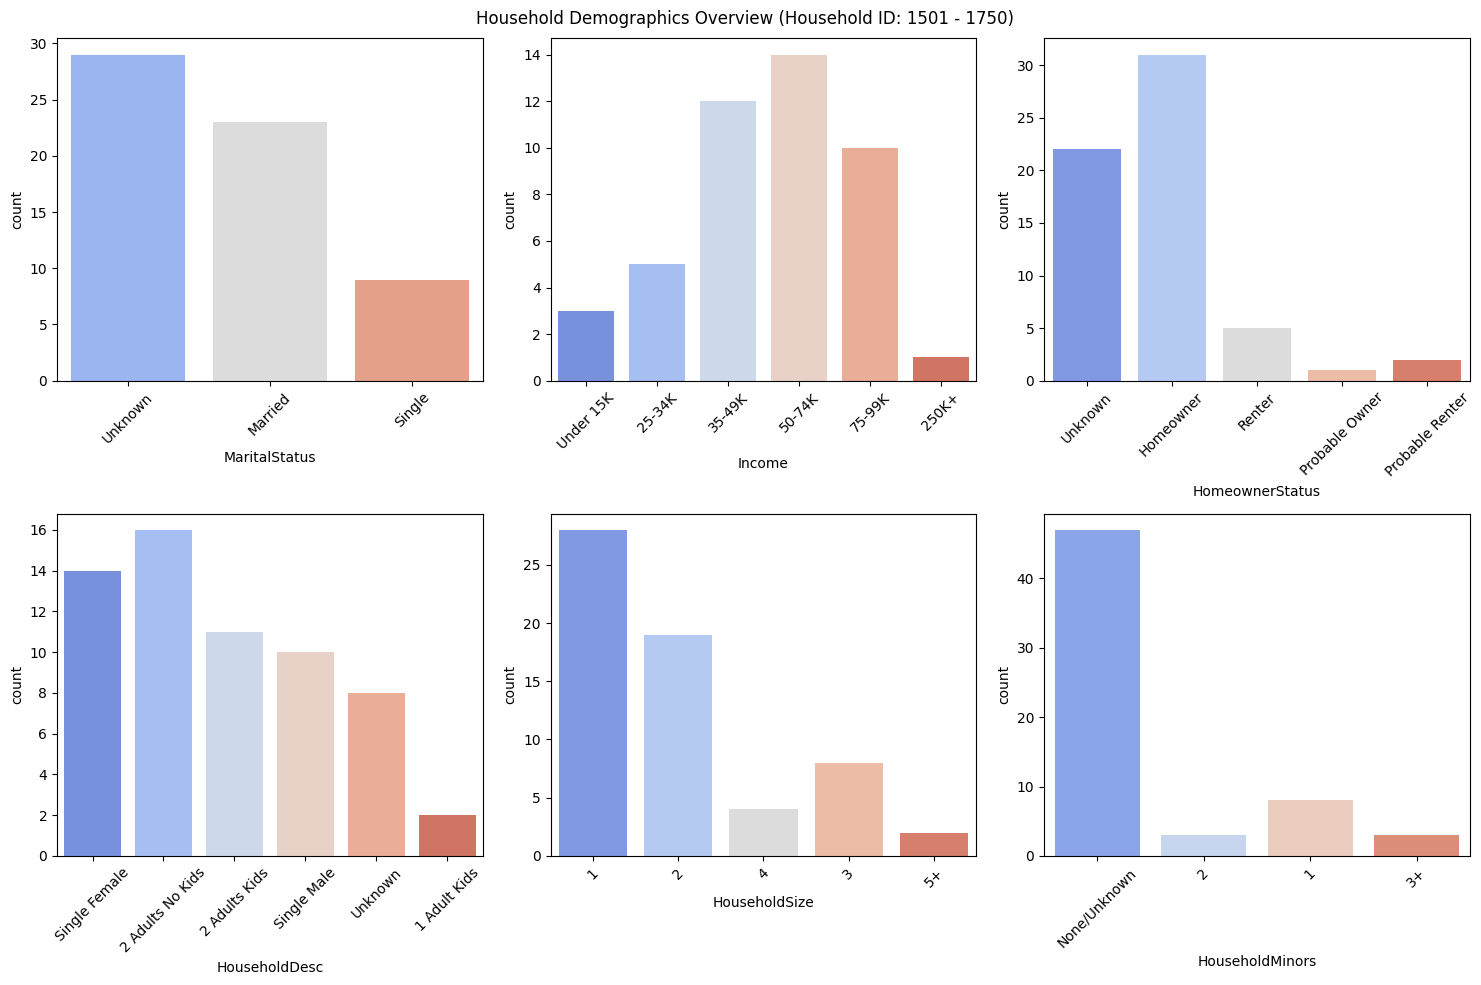 Household Demographics Overview (Household ID: 1501 - 1750)
30
25
20
15
10
5
0
count
Unknown
Married
Single
MaritalStatus
14
12
10
8
6
4
2
0
count
Under 15K
25-34K
35-49K
50-74K
75-99K
250K+
Income
30
25
20
15
10
5
0
count
Unknown
Homeowner
Renter
Probable Owner
Probable Renter
HomeownerStatus
16
14
12
10
8
6
4
2
0
count
Single Female
2 Adults No Kids
2 Adults Kids
Single Male
Unknown
1 Adult Kids
HouseholdDesc
25
20
15
10
5
0
count
1
2
4
3
5+
HouseholdSize
40
30
20
10
0
count
None/Unknown
2
1
3+
HouseholdMinors